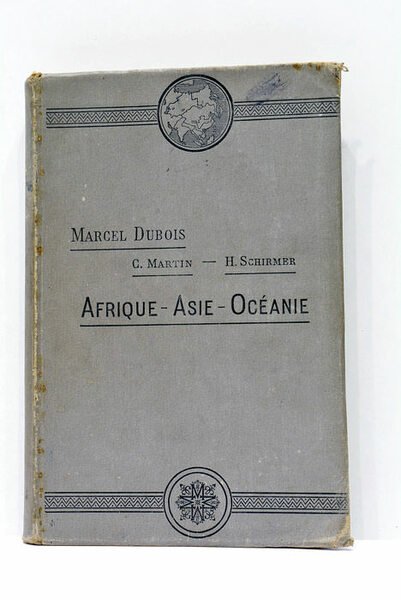 MARCEL DUBOIS
C. MARTIN — H. SCHIRMER
AFRIQUE - ASIE - OCÉANIE